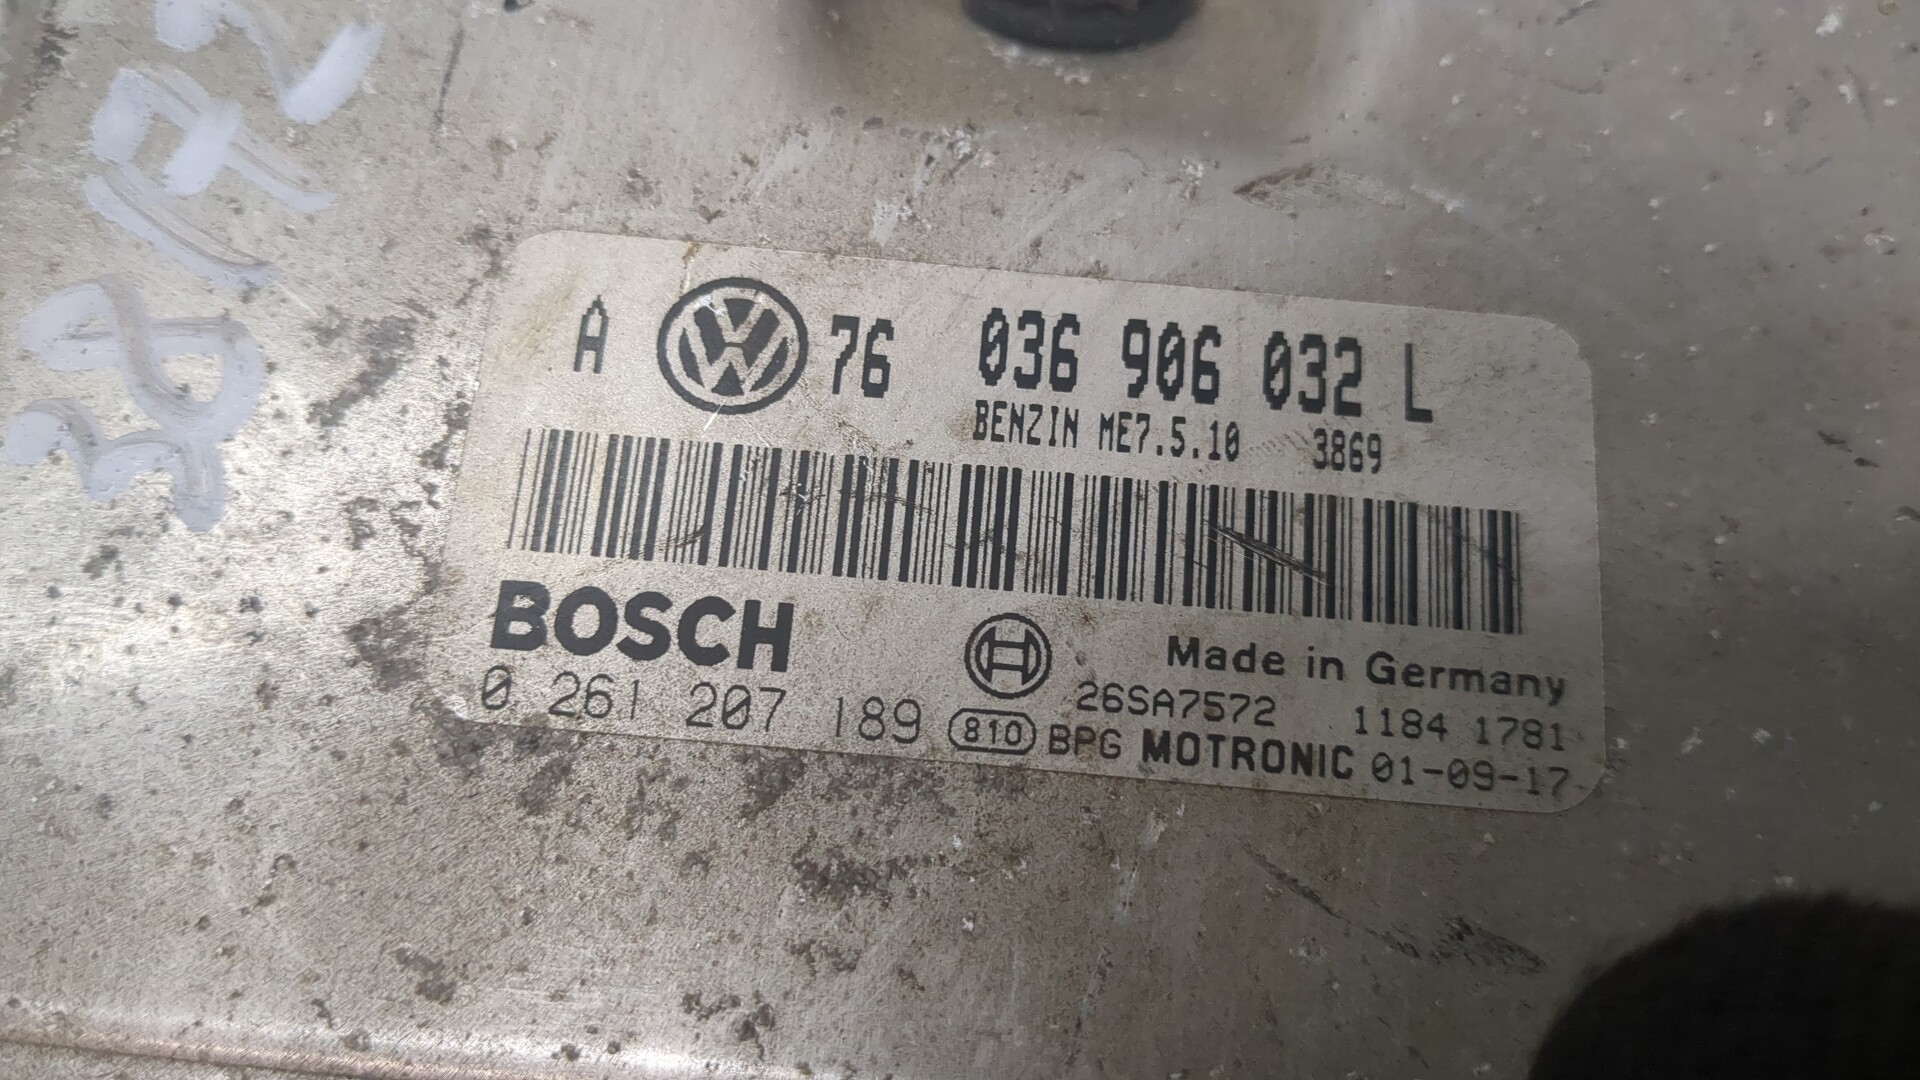 A 76 036 906 032 L
BENZIN ME7.5.10 3869
BOSCH
Made in Germany
0 261 207 189
26SA7572 1184 1781
810 BPG MOTRONIC 01-09-17